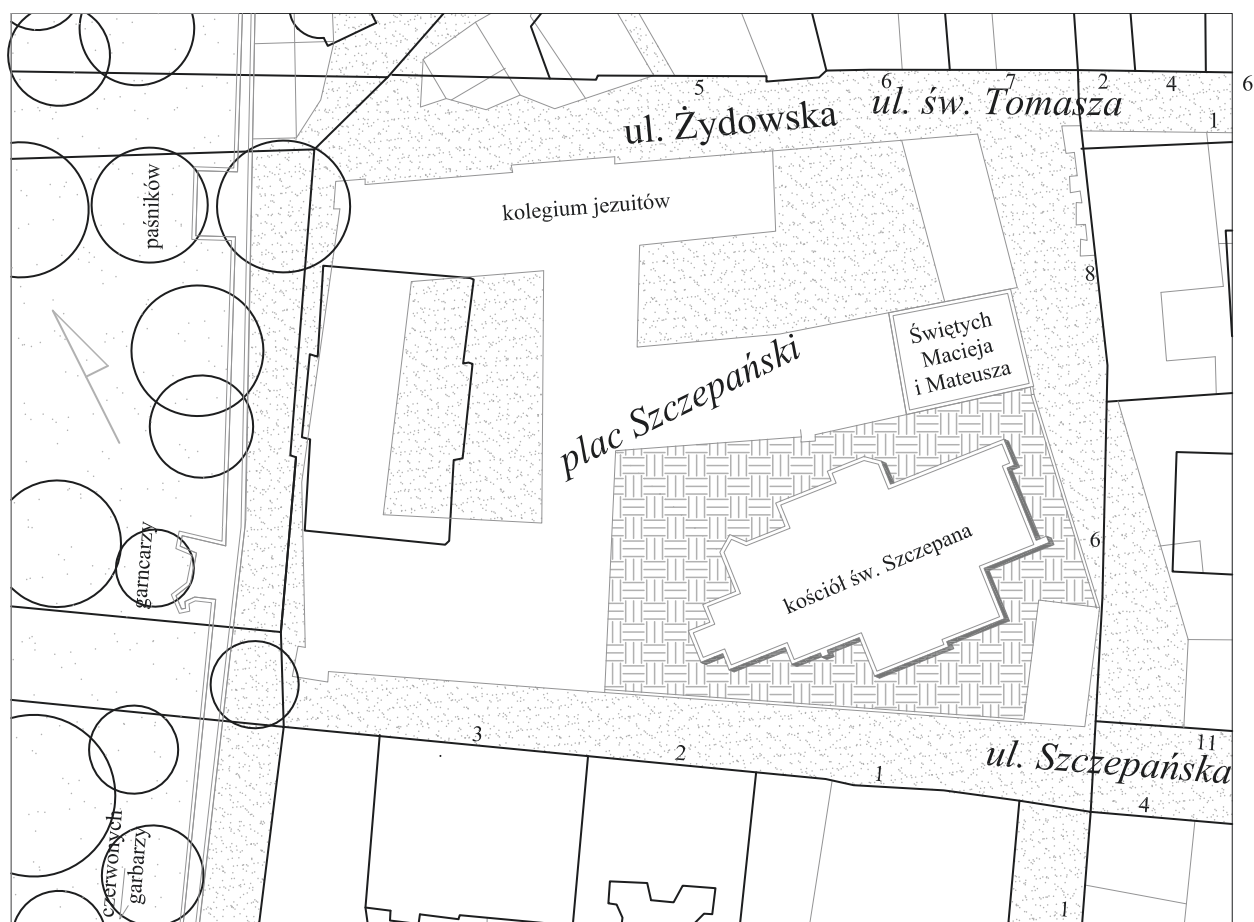 5
6
7
2
4
6
ul. Żydowska
ul. św. Tomasza
1
paśników
kolegium jezuitów
8
Świętych
Macieja
i Mateusza
plac Szczepański
garncarzy
kościół św. Szczepana
6
3
2
1
ul. Szczepańska
11
4
czerwonych
garbarzy
1